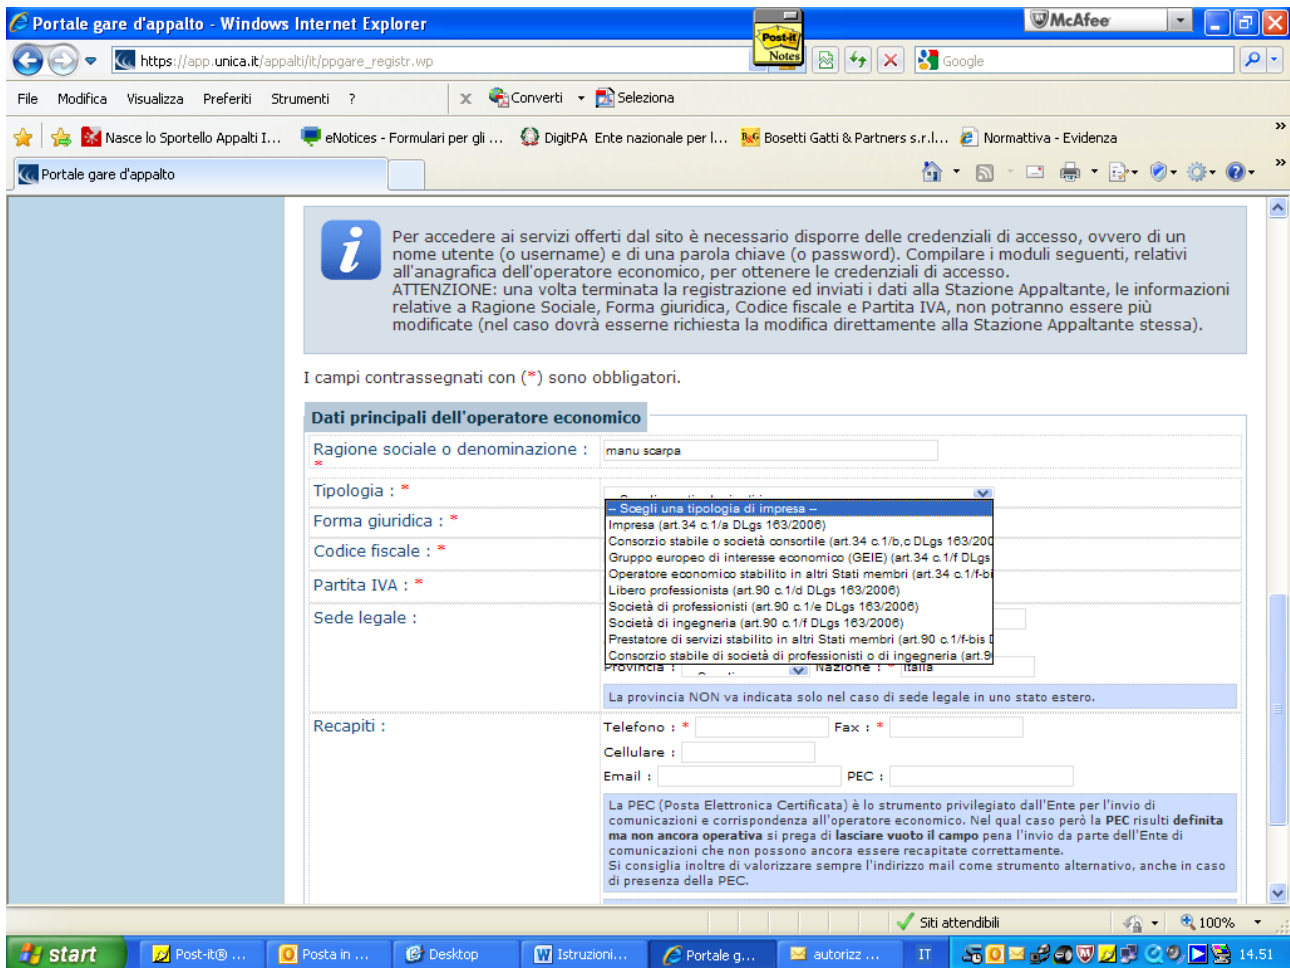 Portale gare d'appalto - Windows Internet Explorer
McAfee
Post-it
Notes
https://app.unica.it/appalti/it/ppgare_registr.wp
Google
File Modifica Visualizza Preferiti Strumenti ?
x Converti Seleziona
Nasce lo Sportello Appalti I... eNotices - Formulari per gli ... DigitPA Ente nazionale per l... B&G Bosetti Gatti & Partners s.r.l... Normattiva - Evidenza
Portale gare d'appalto
Per accedere ai servizi offerti dal sito è necessario disporre delle credenziali di accesso, ovvero di un
nome utente (o username) e di una parola chiave (o password). Compilare i moduli seguenti, relativi
all'anagrafica dell'operatore economico, per ottenere le credenziali di accesso.
ATTENZIONE: una volta terminata la registrazione ed inviati i dati alla Stazione Appaltante, le informazioni
relative a Ragione Sociale, Forma giuridica, Codice fiscale e Partita IVA, non potranno essere più
modificate (nel caso dovrà esserne richiesta la modifica direttamente alla Stazione Appaltante stessa).
I campi contrassegnati con (*) sono obbligatori.
Dati principali dell'operatore economico
Ragione sociale o denominazione : * manu scarpa
Tipologia : *
-- Scegli una tipologia di impresa --
Impresa (art.34 c.1/a DLgs 163/2006)
Consorzio stabile o società consortile (art.34 c.1/b,c DLgs 163/200
Gruppo europeo di interesse economico (GEIE) (art.34 c.1/f DLgs
Operatore economico stabilito in altri Stati membri (art.34 c.1/f-bi
Libero professionista (art.90 c.1/d DLgs 163/2006)
Società di professionisti (art.90 c.1/e DLgs 163/2006)
Società di ingegneria (art.90 c.1/f DLgs 163/2006)
Prestatore di servizi stabilito in altri Stati membri (art.90 c.1/f-bis D
Consorzio stabile di società di professionisti o di ingegneria (art.90
Forma giuridica : *
Codice fiscale : *
Partita IVA : *
Sede legale :
Provincia : Nazione : * Italia
La provincia NON va indicata solo nel caso di sede legale in uno stato estero.
Recapiti :
Telefono : * Fax : *
Cellulare :
Email : PEC :
La PEC (Posta Elettronica Certificata) è lo strumento privilegiato dall'Ente per l'invio di
comunicazioni e corrispondenza all'operatore economico. Nel qual caso però la PEC risulti definita
ma non ancora operativa si prega di lasciare vuoto il campo pena l'invio da parte dell'Ente di
comunicazioni che non possono ancora essere recapitate correttamente.
Si consiglia inoltre di valorizzare sempre l'indirizzo mail come strumento alternativo, anche in caso
di presenza della PEC.
Siti attendibili 100%
start Post-it® ... Posta in ... Desktop Istruzioni... Portale g... autorizz ... IT 14.51